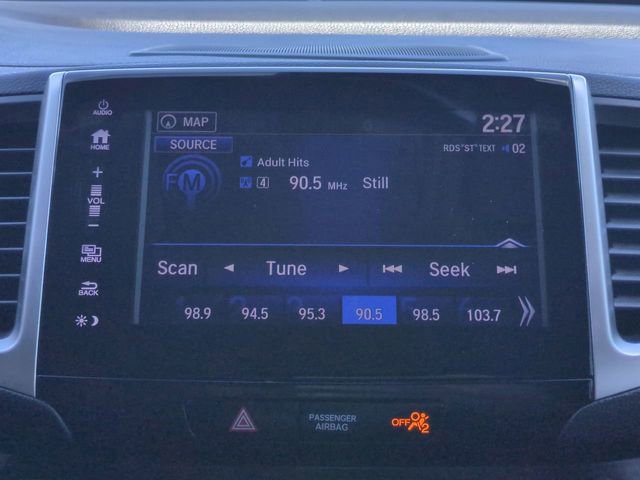 AUDIO
MAP
2:27
HOME
SOURCE
RDS "ST" TEXT 02
Adult Hits
FM
4 90.5 MHz Still
+
VOL
−
MENU
Scan ◄ Tune ► Seek
BACK
98.9 94.5 95.3 90.5 98.5 103.7
PASSENGER
AIRBAG
OFF 2